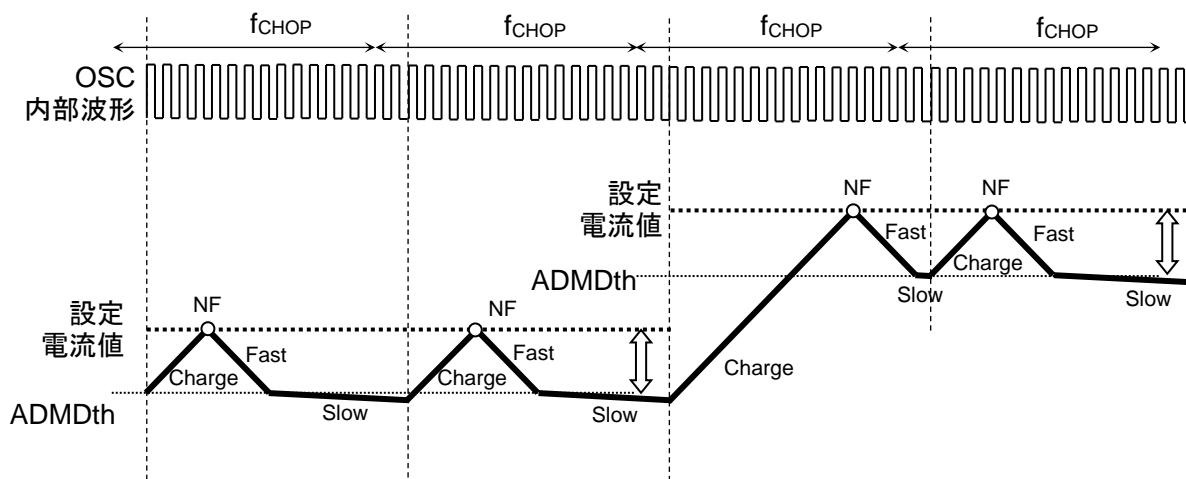 fCHOP
fCHOP
fCHOP
fCHOP
OSC
内部波形
設定
電流値
NF
NF
Fast
Fast
ADMDth
Charge
Slow
Slow
設定
電流値
NF
NF
Fast
Fast
Charge
Charge
Charge
ADMDth
Slow
Slow